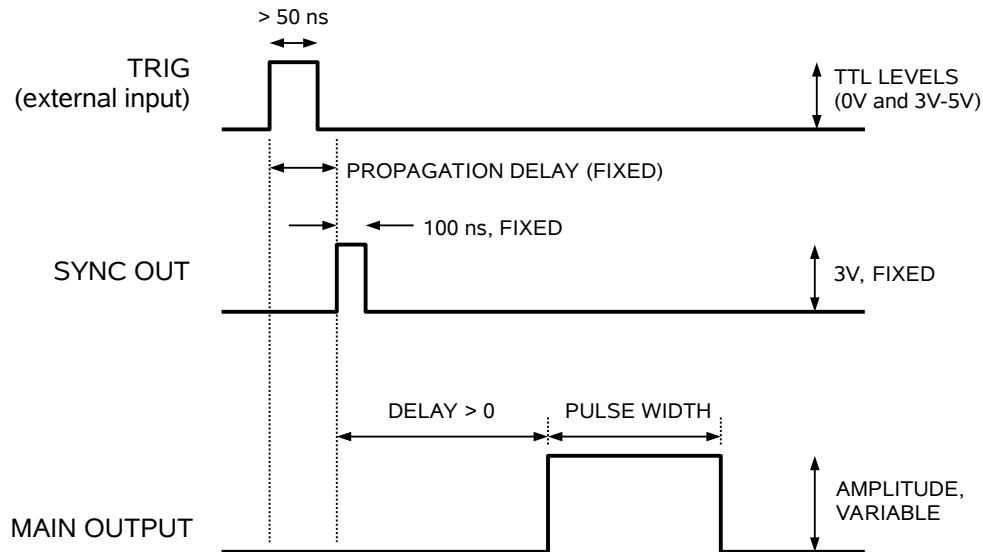 > 50 ns
TRIG
(external input)
TTL LEVELS
(0V and 3V-5V)
PROPAGATION DELAY (FIXED)
100 ns, FIXED
SYNC OUT
3V, FIXED
DELAY > 0
PULSE WIDTH
MAIN OUTPUT
AMPLITUDE,
VARIABLE